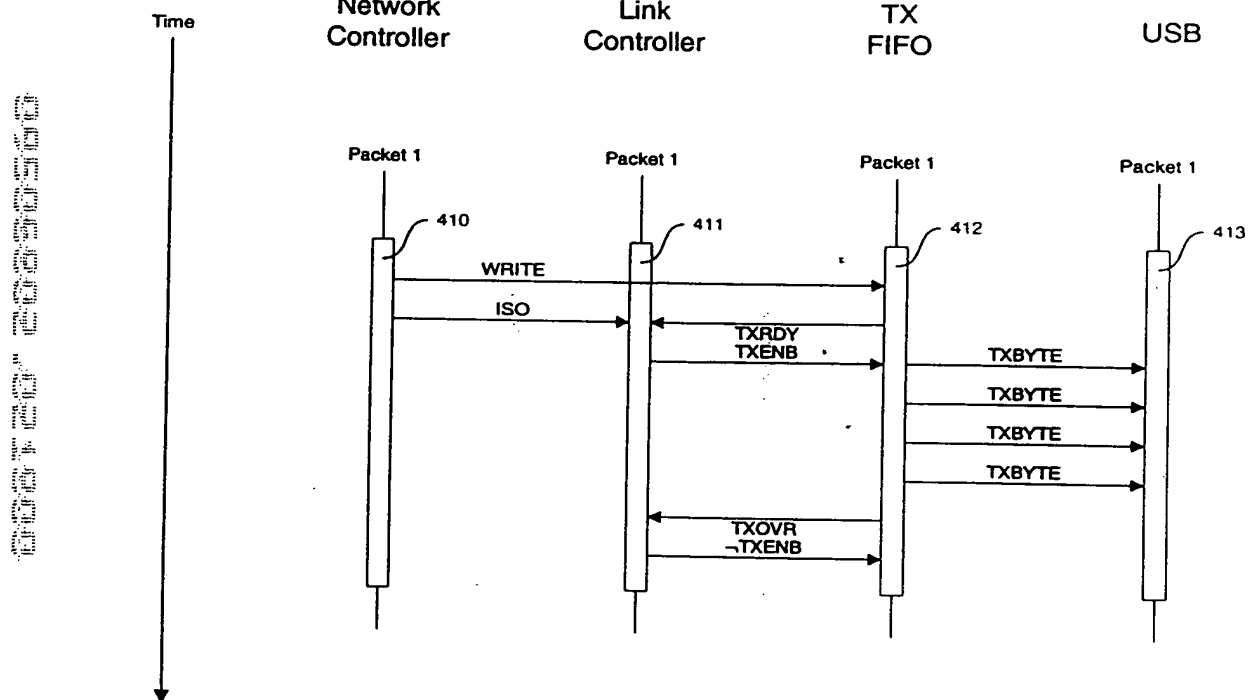 Time
Network
Controller
Link
Controller
TX
FIFO
USB
Packet 1
Packet 1
Packet 1
Packet 1
410
411
412
413
WRITE
ISO
TXRDY
TXENB
TXBYTE
TXBYTE
TXBYTE
TXBYTE
TXOVR
¬TXENB